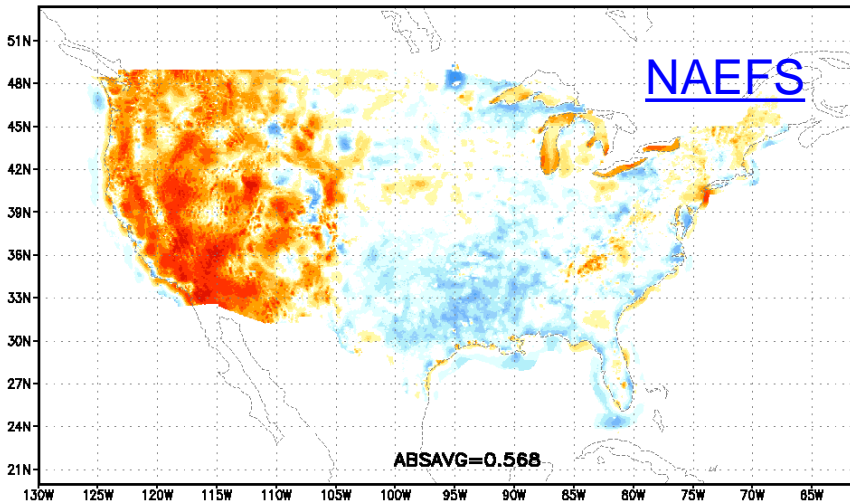 51N
NAEFS
48N
45N
42N
39N
36N
33N
30N
27N
24N
ABSAVG=0.568
21N
130W 125W 120W 115W 110W 105W 100W 95W 90W 85W 80W 75W 70W 65W